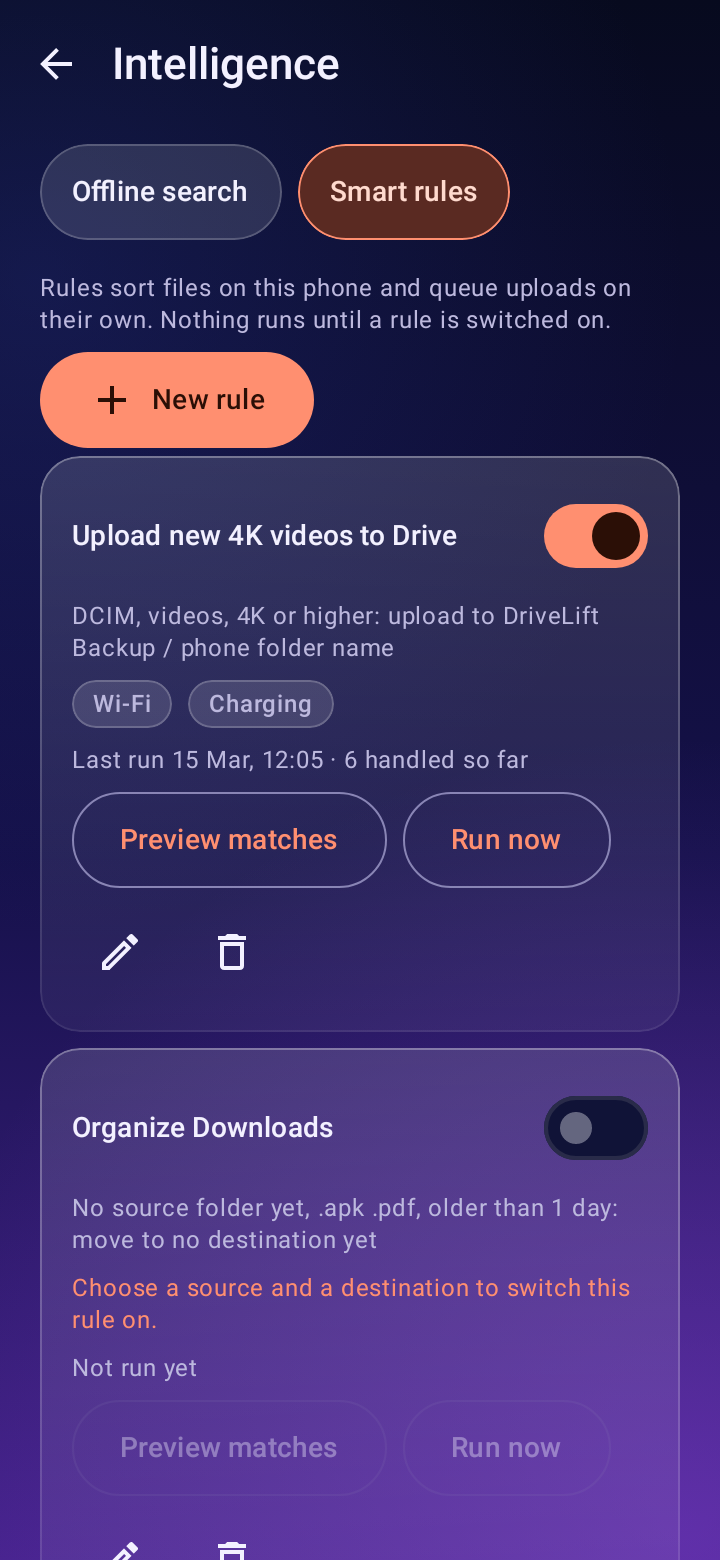 Intelligence
Offline search
Smart rules
Rules sort files on this phone and queue uploads on
their own. Nothing runs until a rule is switched on.
New rule
Upload new 4K videos to Drive
DCIM, videos, 4K or higher: upload to DriveLift
Backup / phone folder name
Wi-Fi
Charging
Last run 15 Mar, 12:05 · 6 handled so far
Preview matches
Run now
Organize Downloads
No source folder yet, .apk .pdf, older than 1 day:
move to no destination yet
Choose a source and a destination to switch this
rule on.
Not run yet
Preview matches
Run now